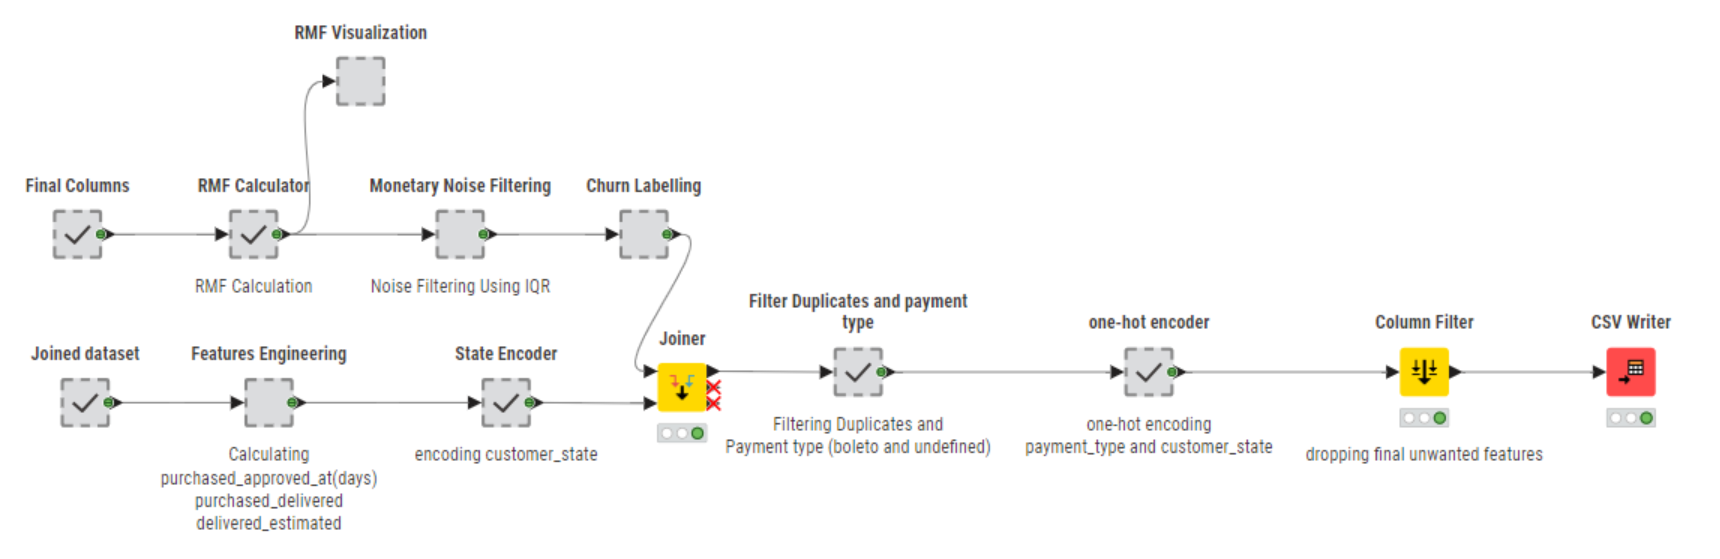 RMF Visualization
Final Columns
RMF Calculator
Monetary Noise Filtering
Churn Labelling
RMF Calculation
Noise Filtering Using IQR
Joined dataset
Features Engineering
State Encoder
Joiner
Filter Duplicates and payment
type
one-hot encoder
Column Filter
CSV Writer
Calculating
purchased_approved_at(days)
purchased_delivered
delivered_estimated
encoding customer_state
Filtering Duplicates and
Payment type (boleto and undefined)
one-hot encoding
payment_type and customer_state
dropping final unwanted features